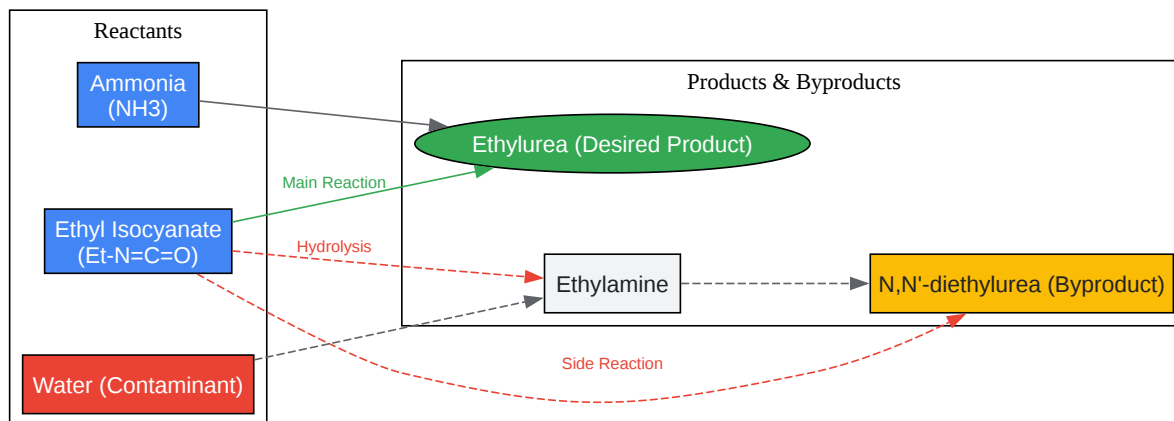 Reactants
Ammonia
(NH3)
Products & Byproducts
Ethylurea (Desired Product)
Main Reaction
Ethyl Isocyanate
(Et-N=C=O)
Hydrolysis
Ethylamine
N,N'-diethylurea (Byproduct)
Side Reaction
Water (Contaminant)